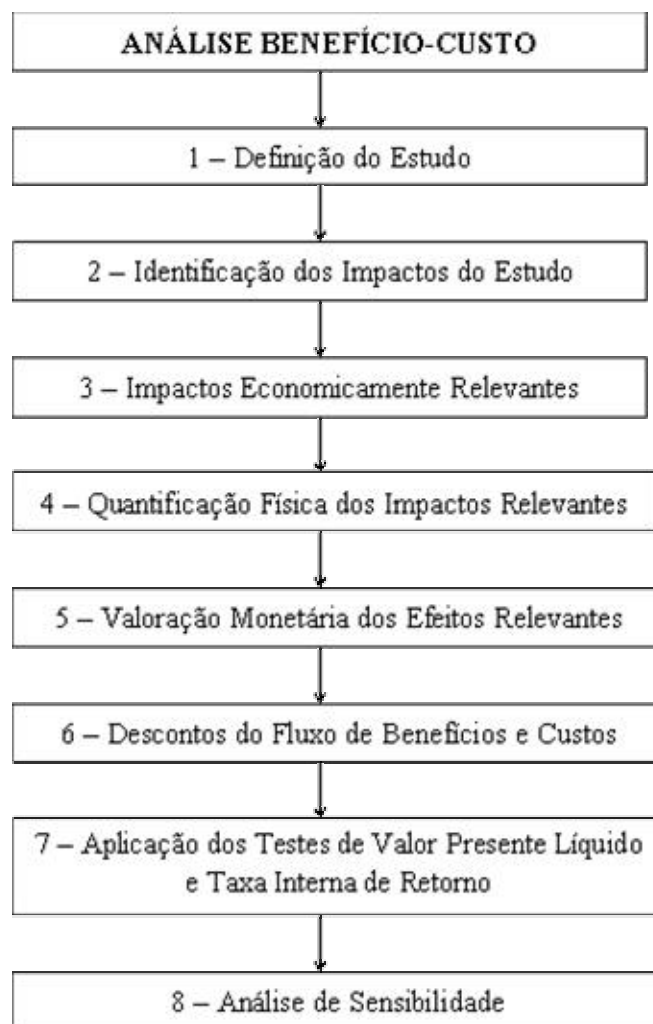 ANÁLISE BENEFÍCIO-CUSTO
1 – Definição do Estudo
2 – Identificação dos Impactos do Estudo
3 – Impactos Economicamente Relevantes
4 – Quantificação Física dos Impactos Relevantes
5 – Valoração Monetária dos Efeitos Relevantes
6 – Descontos do Fluxo de Benefícios e Custos
7 – Aplicação dos Testes de Valor Presente Líquido
e Taxa Interna de Retorno
8 – Análise de Sensibilidade